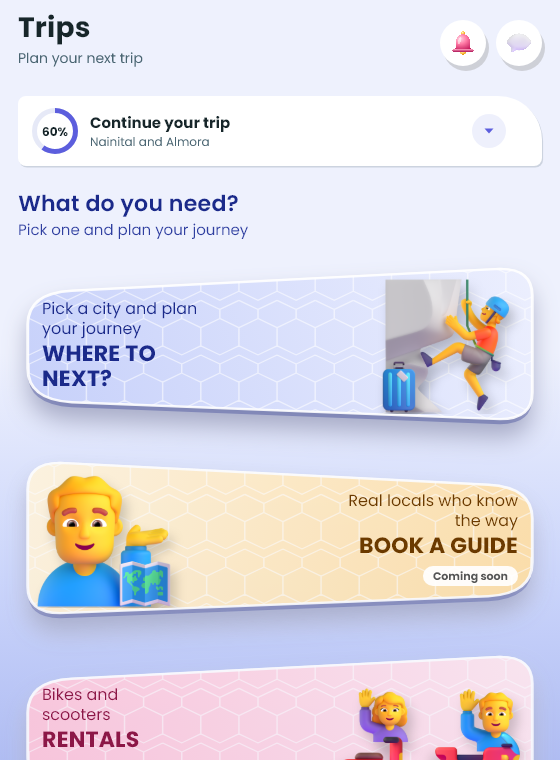 Trips
Plan your next trip
60%
Continue your trip
Nainital and Almora
What do you need?
Pick one and plan your journey
Pick a city and plan
your journey
WHERE TO
NEXT?
Real locals who know
the way
BOOK A GUIDE
Coming soon
Bikes and
scooters
RENTALS